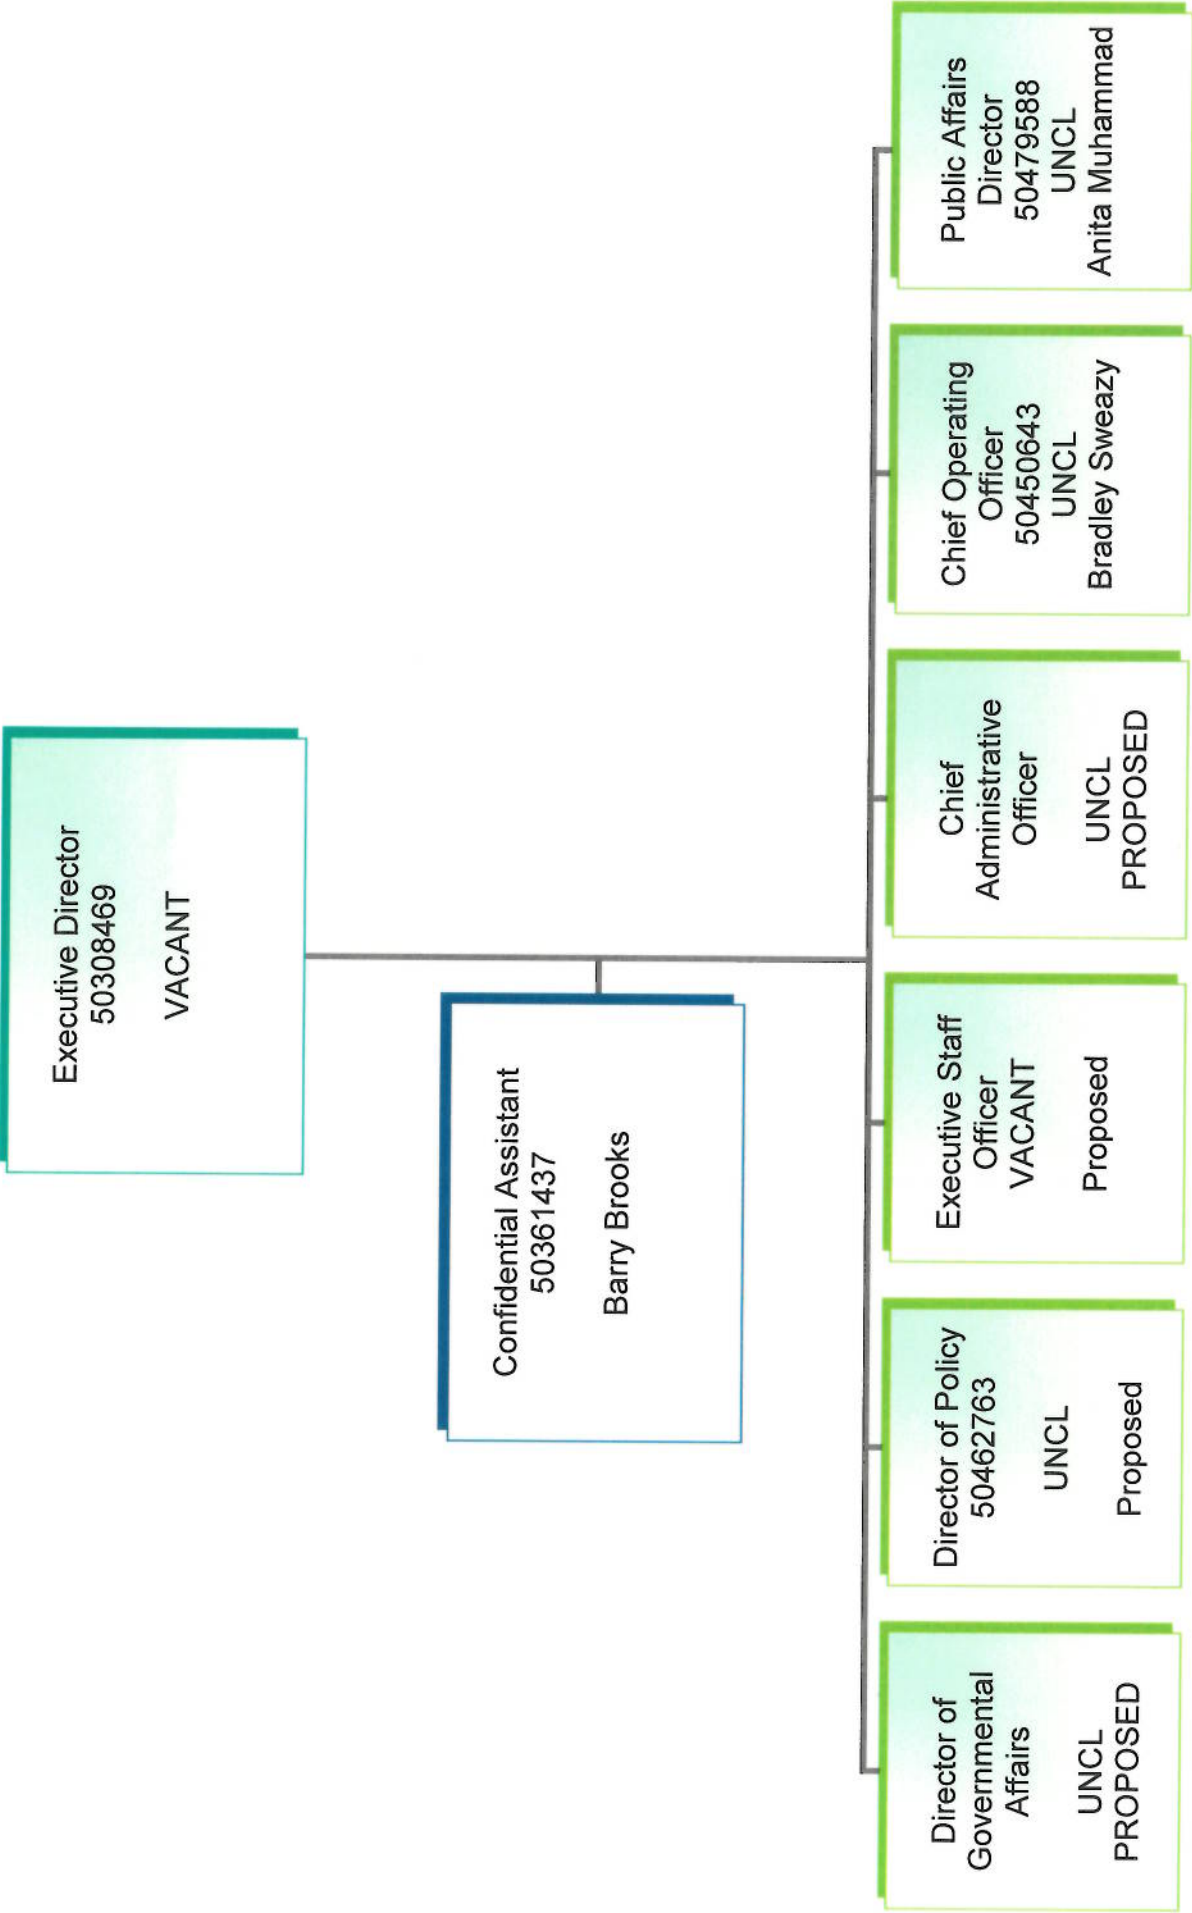 Executive Director
50308469
VACANT
Confidential Assistant
50361437
Barry Brooks
Director of
Governmental
Affairs
UNCL
PROPOSED
Director of Policy
50462763
UNCL
Proposed
Executive Staff
Officer
VACANT
Proposed
Chief
Administrative
Officer
UNCL
PROPOSED
Chief Operating
Officer
50450643
UNCL
Bradley Sweazy
Public Affairs
Director
50479588
UNCL
Anita Muhammad